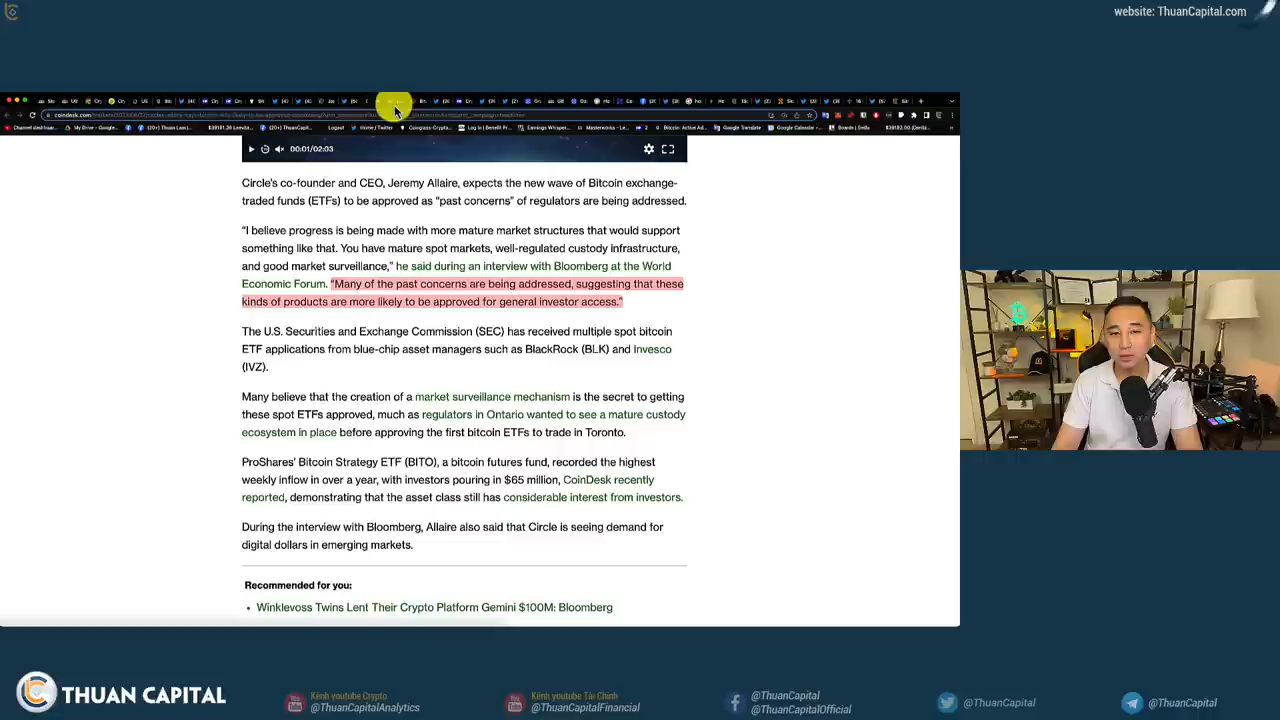 website: ThuanCapital.com
00:01/02:03
Circle's co-founder and CEO, Jeremy Allaire, expects the new wave of Bitcoin exchange-
traded funds (ETFs) to be approved as "past concerns" of regulators are being addressed.
"I believe progress is being made with more mature market structures that would support
something like that. You have mature spot markets, well-regulated custody infrastructure,
and good market surveillance," he said during an interview with Bloomberg at the World
Economic Forum. "Many of the past concerns are being addressed, suggesting that these
kinds of products are more likely to be approved for general investor access."
The U.S. Securities and Exchange Commission (SEC) has received multiple spot bitcoin
ETF applications from blue-chip asset managers such as BlackRock (BLK) and Invesco
(IVZ).
Many believe that the creation of a market surveillance mechanism is the secret to getting
these spot ETFs approved, much as regulators in Ontario wanted to see a mature custody
ecosystem in place before approving the first bitcoin ETFs to trade in Toronto.
ProShares' Bitcoin Strategy ETF (BITO), a bitcoin futures fund, recorded the highest
weekly inflow in over a year, with investors pouring in $65 million, CoinDesk recently
reported, demonstrating that the asset class still has considerable interest from investors.
During the interview with Bloomberg, Allaire also said that Circle is seeing demand for
digital dollars in emerging markets.
Recommended for you:
• Winklevoss Twins Lent Their Crypto Platform Gemini $100M: Bloomberg
THUAN CAPITAL
Kênh youtube Crypto
@ThuanCapitalAnalytics
Kênh youtube Tài Chính
@ThuanCapitalFinancial
@ThuanCapital
@ThuanCapitalOfficial
@ThuanCapital
@ThuanCapital